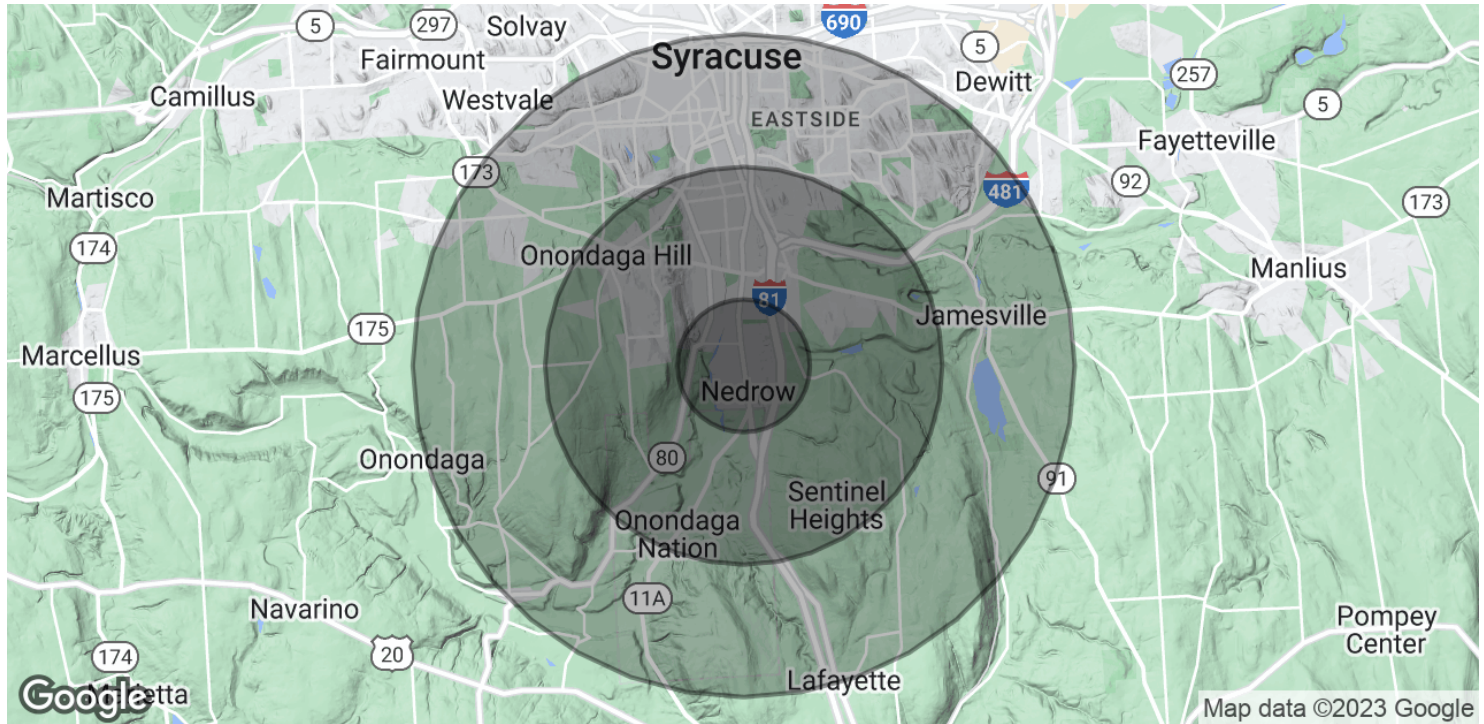 690
5
297
Solvay
Syracuse
5
Fairmount
Dewitt
257
Camillus
Westvale
5
EASTSIDE
Fayetteville
173
92
481
Martisco
173
174
Onondaga Hill
Manlius
81
Jamesville
175
Marcellus
Nedrow
175
Onondaga
80
91
Sentinel
Heights
Onondaga
Nation
11A
Navarino
Pompey
Center
20
174
Lafayette
Google
Map data ©2023 Google